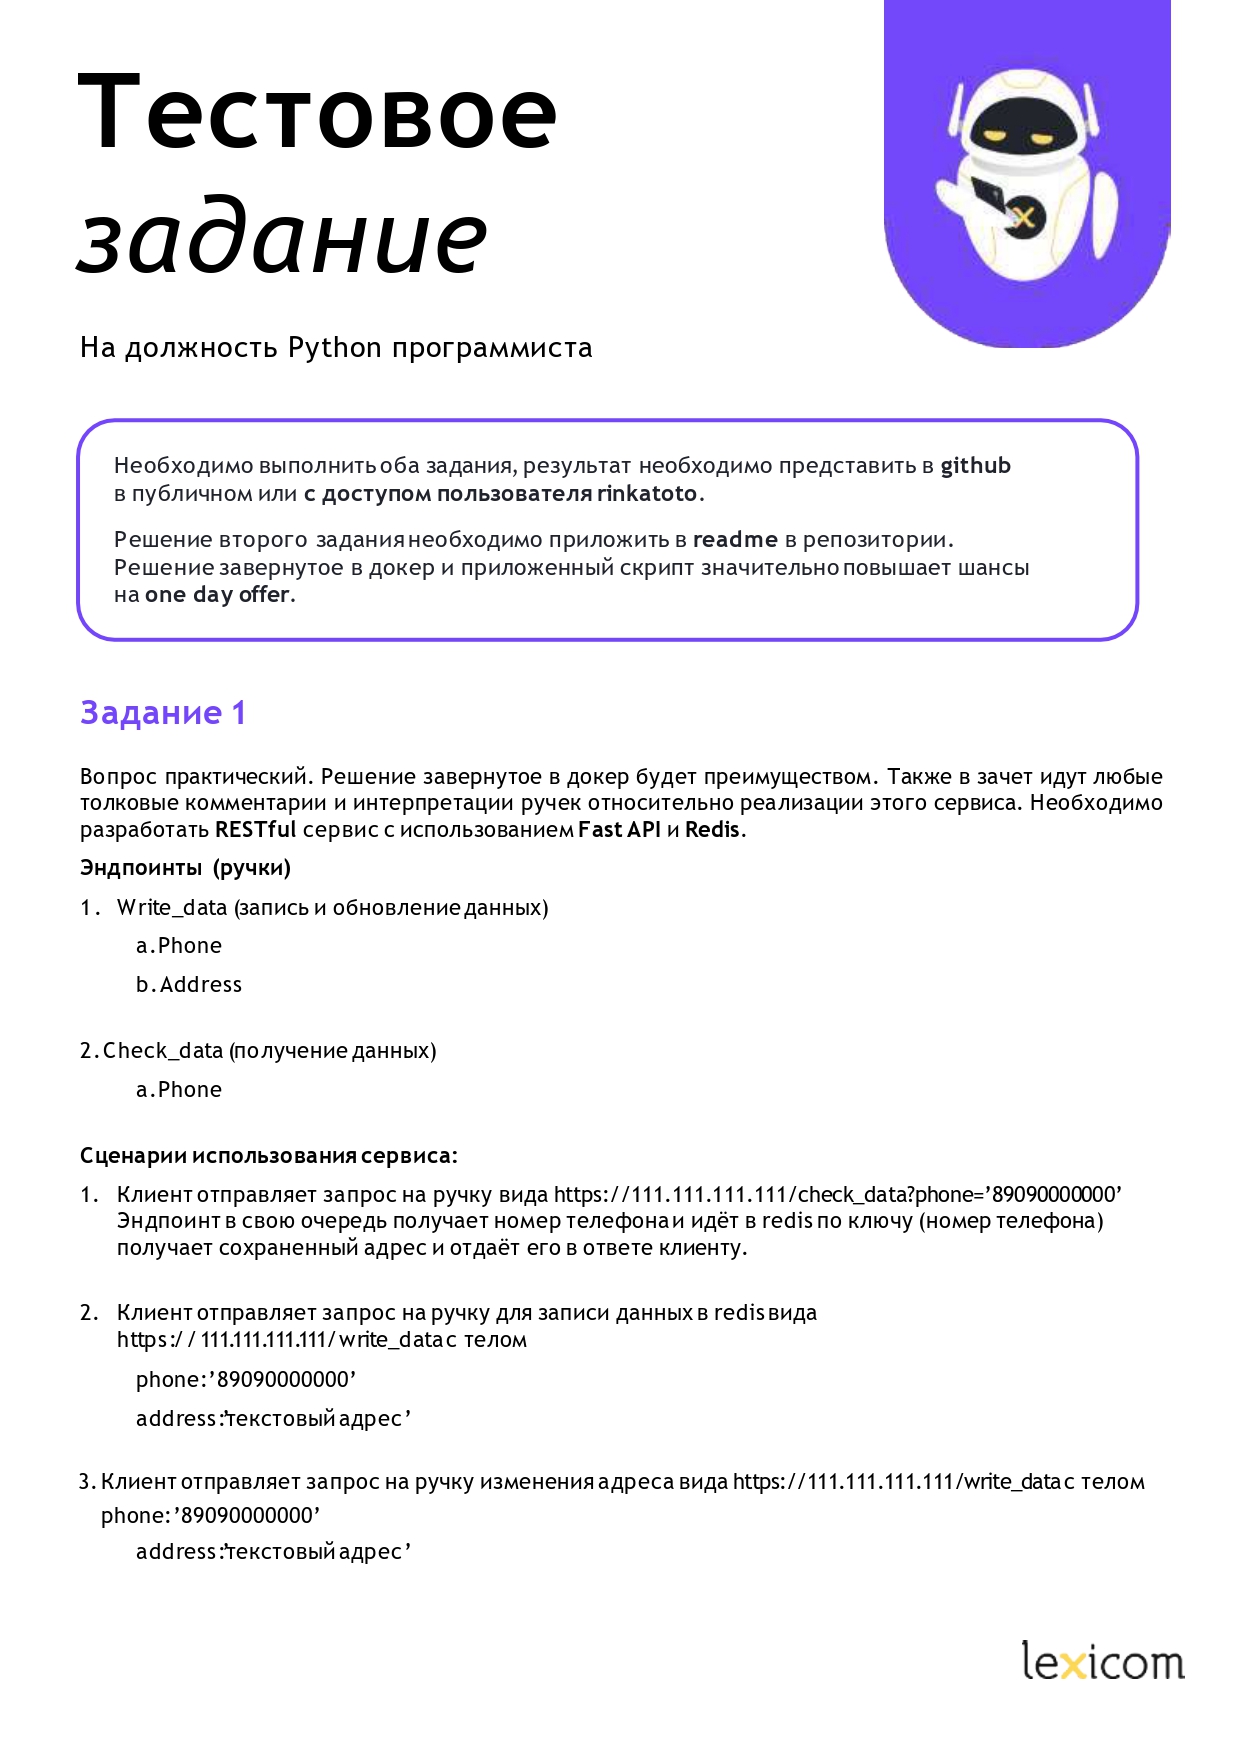 Тестовое
задание
На должность Python программиста
Необходимо выполнить оба задания, результат необходимо представить в github
в публичном или с доступом пользователя rinkatoto.
Решение второго задания необходимо приложить в readme в репозитории.
Решение завернутое в докер и приложенный скрипт значительно повышает шансы
на one day offer.
Задание 1
Вопрос практический. Решение завернутое в докер будет преимуществом. Также в зачет идут любые
толковые комментарии и интерпретации ручек относительно реализации этого сервиса. Необходимо
разработать RESTful сервис с использованием Fast API и Redis.
Эндпоинты (ручки)
1. Write_data (запись и обновление данных)
a. Phone
b. Address
2. Check_data (получение данных)
a. Phone
Сценарии использования сервиса:
1. Клиент отправляет запрос на ручку вида https://111.111.111.111/check_data?phone=’89090000000’
Эндпоинт в свою очередь получает номер телефона и идёт в redis по ключу (номер телефона)
получает сохраненный адрес и отдаёт его в ответе клиенту.
2. Клиент отправляет запрос на ручку для записи данных в redis вида
https://111.111.111.111/write_data с телом
phone:’89090000000’
address:’текстовый адрес’
3. Клиент отправляет запрос на ручку изменения адреса вида https://111.111.111.111/write_data с телом
phone:’89090000000’
address:’текстовый адрес’
lexicom